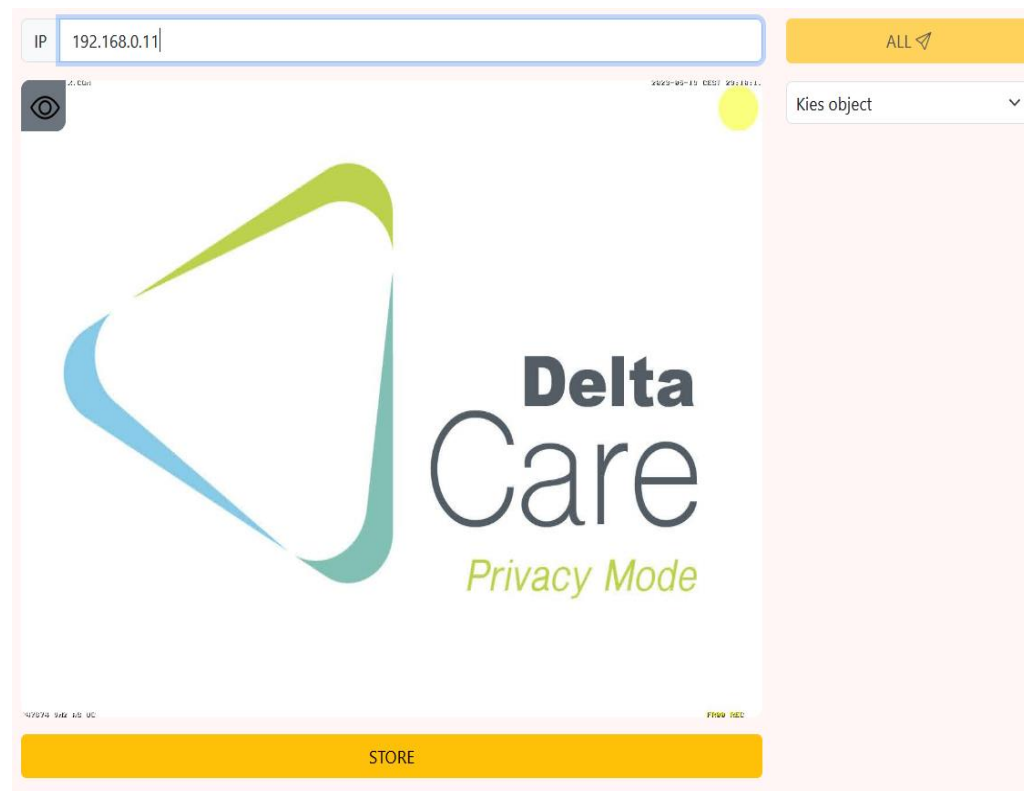 IP 192.168.0.11
ALL
Kies object
Delta
Care
Privacy Mode
STORE